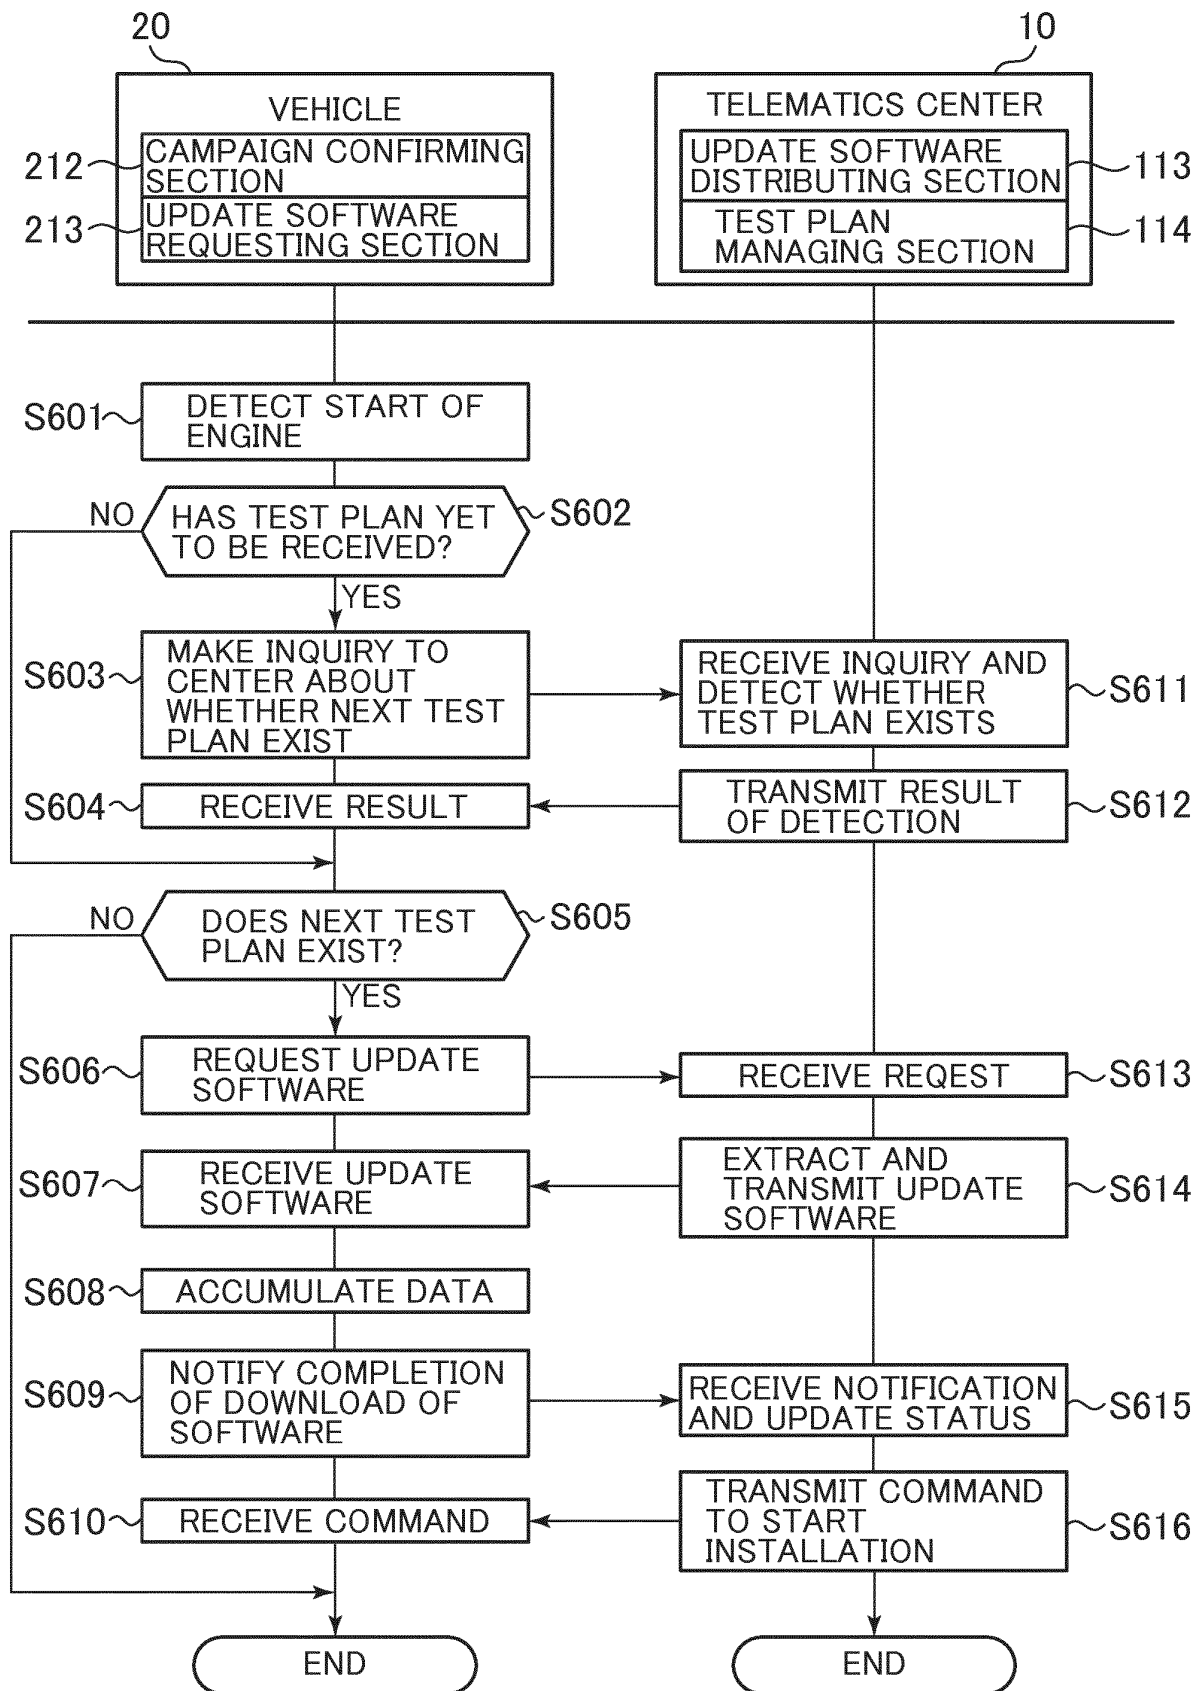 20
10
VEHICLE
TELEMATICS CENTER
212
CAMPAIGN CONFIRMING
SECTION
213
UPDATE SOFTWARE
REQUESTING SECTION
UPDATE SOFTWARE
DISTRIBUTING SECTION
113
TEST PLAN
MANAGING SECTION
114
S601
DETECT START OF
ENGINE
NO
HAS TEST PLAN YET
TO BE RECEIVED?
S602
YES
S603
MAKE INQUIRY TO
CENTER ABOUT
WHETHER NEXT TEST
PLAN EXIST
RECEIVE INQUIRY AND
DETECT WHETHER
TEST PLAN EXISTS
S611
S604
RECEIVE RESULT
TRANSMIT RESULT
OF DETECTION
S612
NO
DOES NEXT TEST
PLAN EXIST?
S605
YES
S606
REQUEST UPDATE
SOFTWARE
RECEIVE REQEST
S613
S607
RECEIVE UPDATE
SOFTWARE
EXTRACT AND
TRANSMIT UPDATE
SOFTWARE
S614
S608
ACCUMULATE DATA
S609
NOTIFY COMPLETION
OF DOWNLOAD OF
SOFTWARE
RECEIVE NOTIFICATION
AND UPDATE STATUS
S615
S610
RECEIVE COMMAND
TRANSMIT COMMAND
TO START
INSTALLATION
S616
END
END